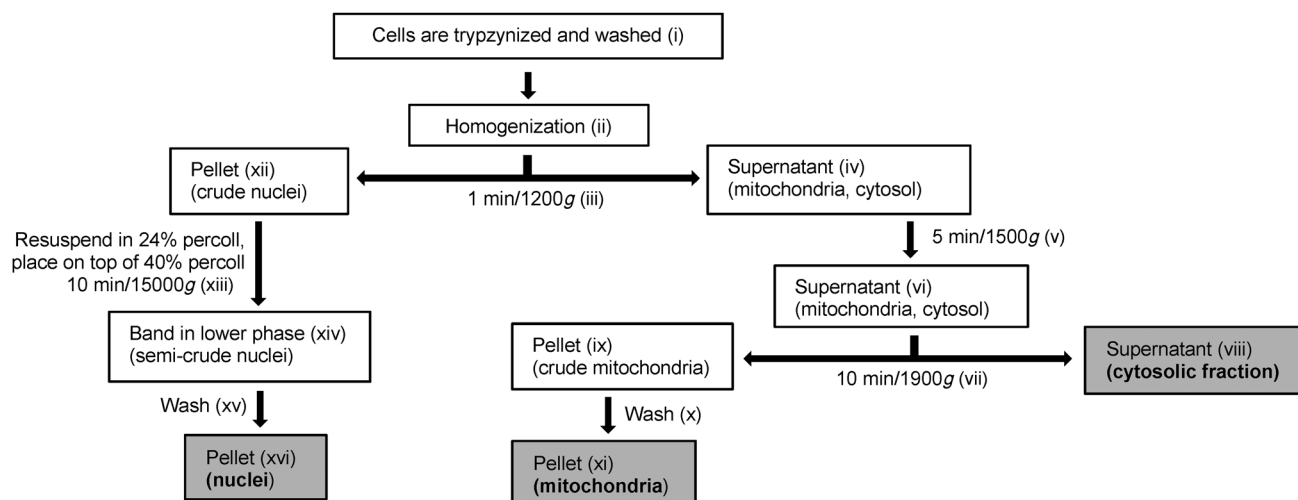 Cells are trypzynized and washed (i)
Homogenization (ii)
Pellet (xii)
(crude nuclei)
1 min/1200g (iii)
Supernatant (iv)
(mitochondria, cytosol)
Resuspend in 24% percoll,
place on top of 40% percoll
10 min/15000g (xiii)
5 min/1500g (v)
Supernatant (vi)
(mitochondria, cytosol)
Band in lower phase (xiv)
(semi-crude nuclei)
Pellet (ix)
(crude mitochondria)
10 min/1900g (vii)
Supernatant (viii)
(cytosolic fraction)
Wash (xv)
Wash (x)
Pellet (xvi)
(nuclei)
Pellet (xi)
(mitochondria)